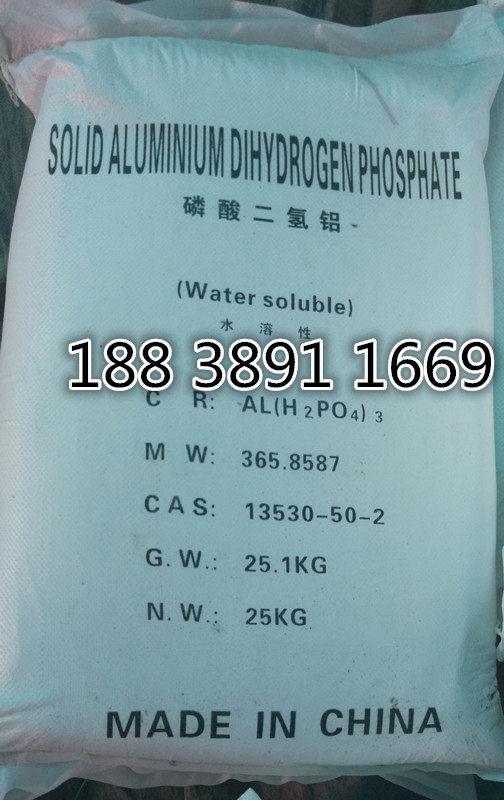 SOLID ALUMINIUM DIHYDROGEN PHOSPHATE
磷酸二氢铝
(Water soluble)
水溶性
188 3891 1669
C R: AL(H₂PO₄)₃
M W: 365.8587
CAS: 13530-50-2
G.W.: 25.1KG
N.W.: 25KG
MADE IN CHINA